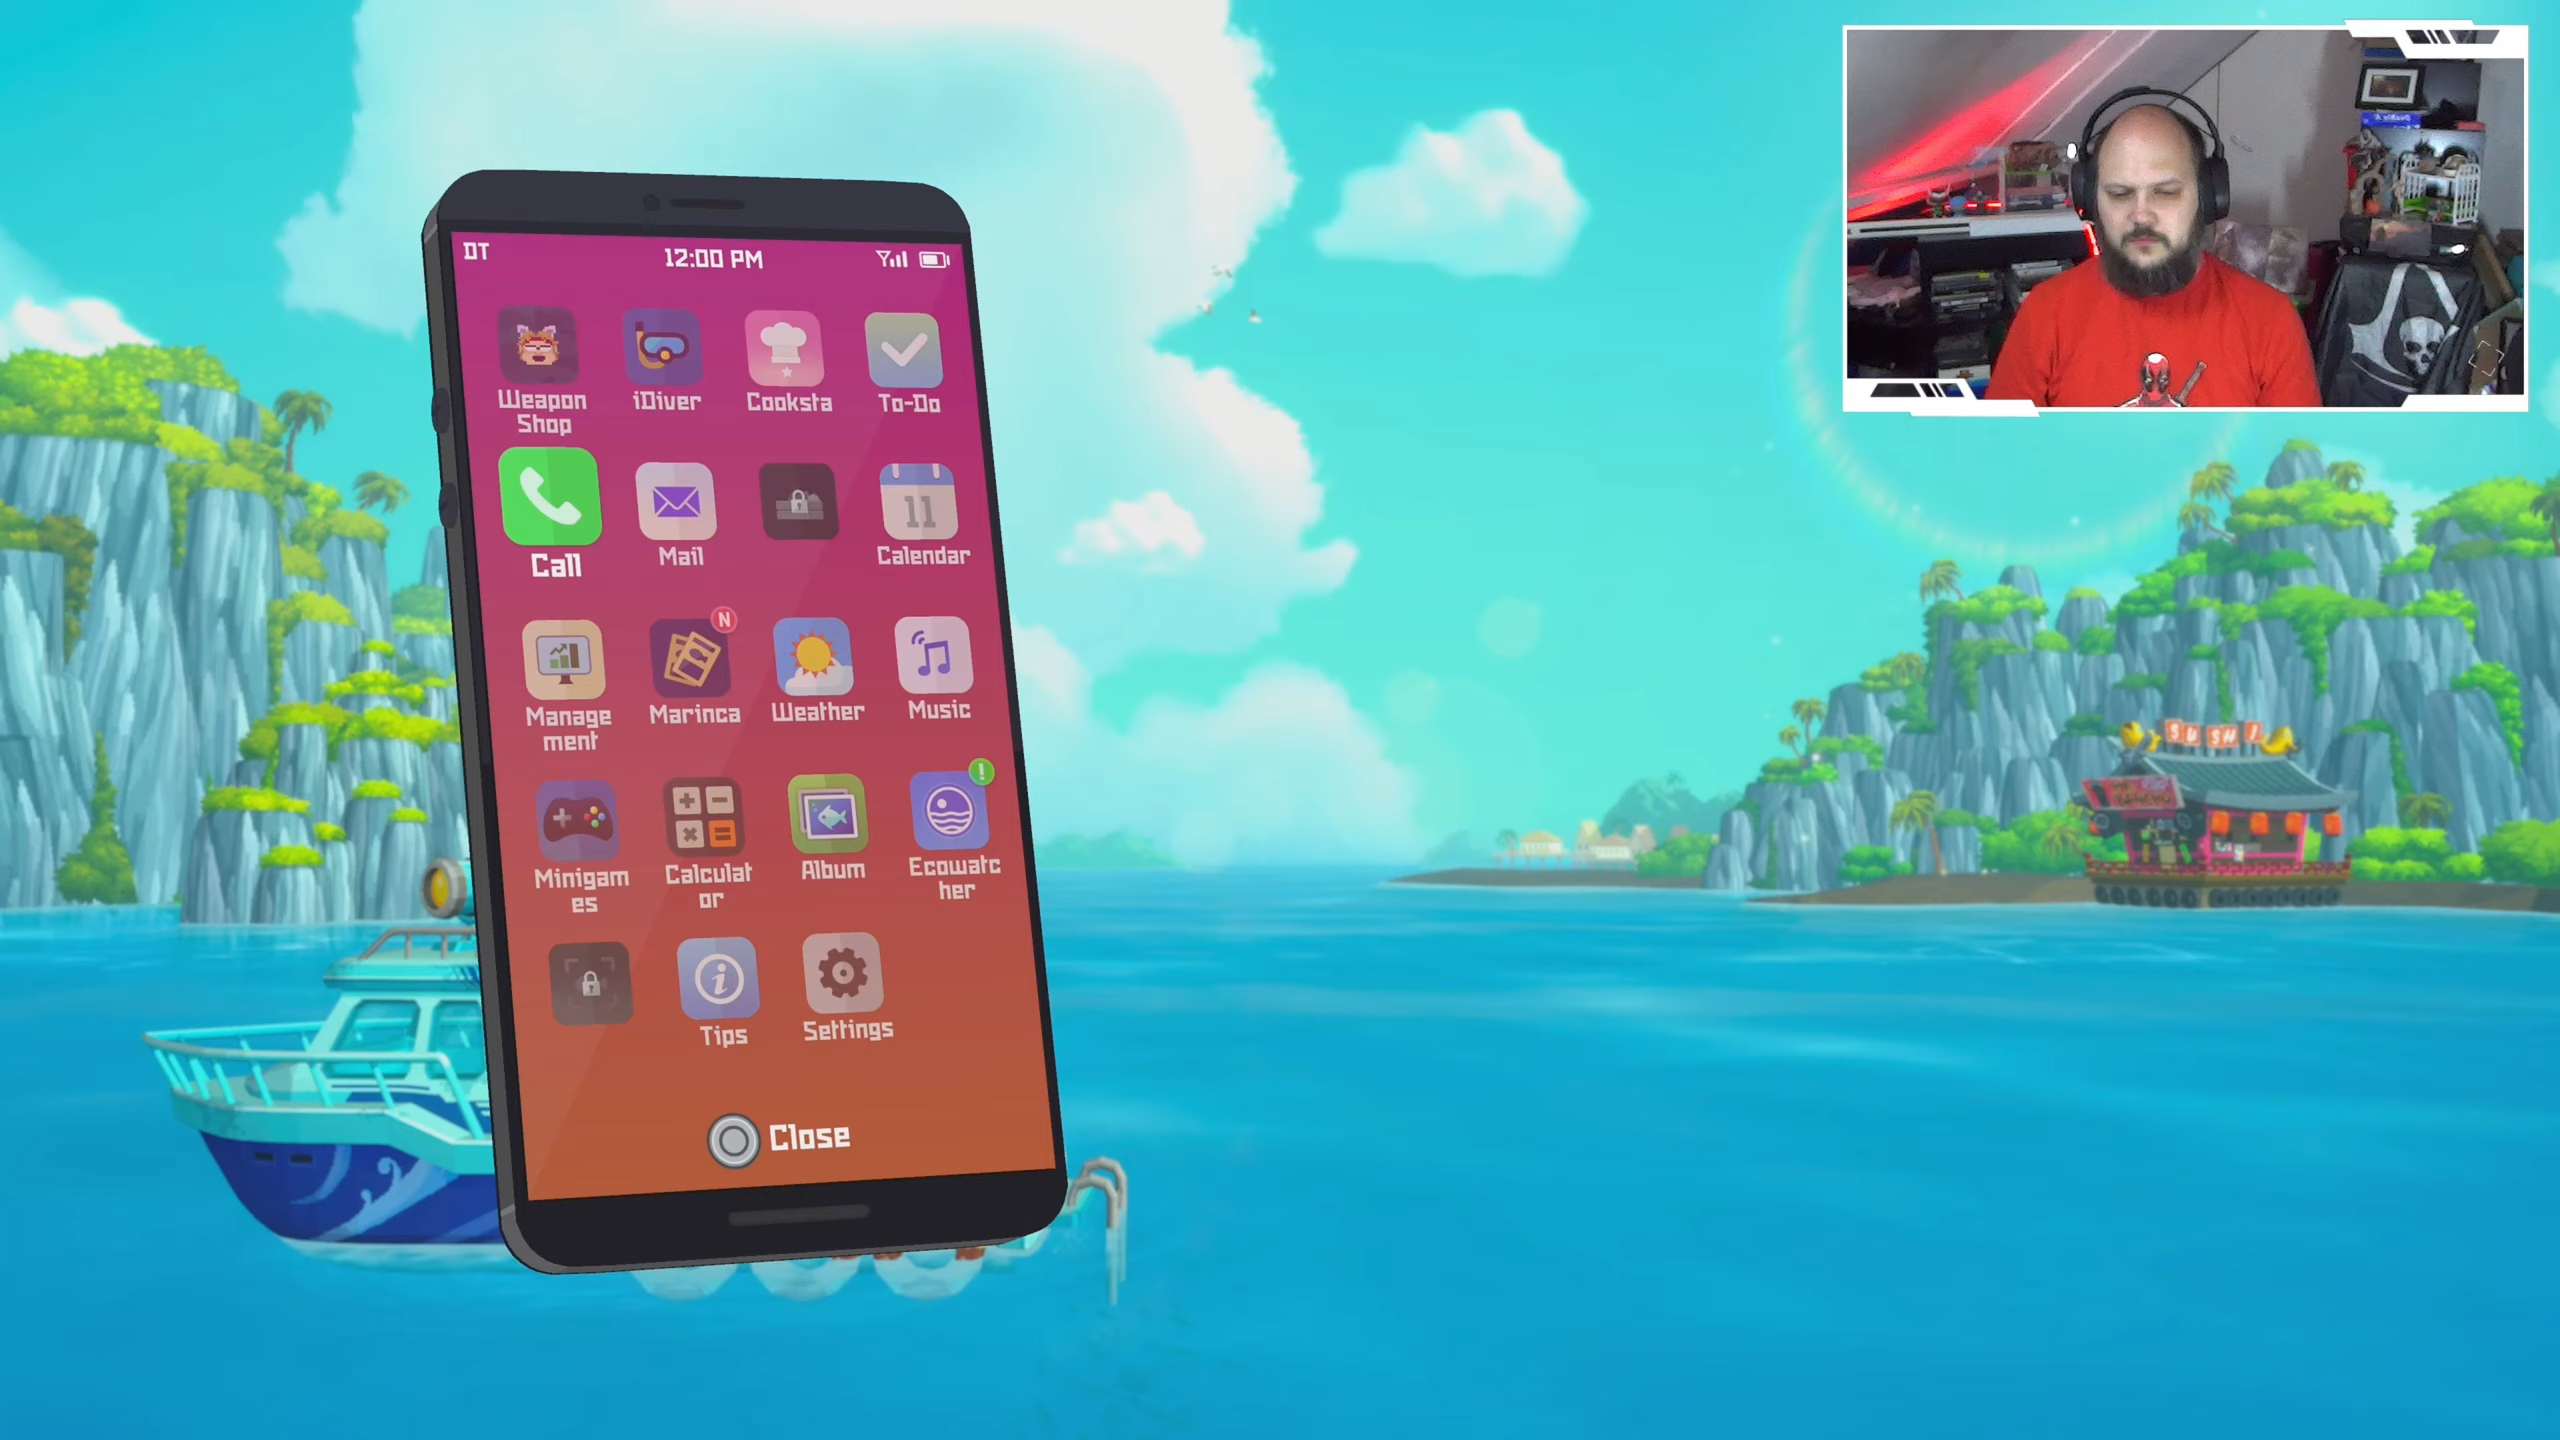 DT
12:00 PM
Weapon
Shop
iDiver
Cooksta
To-Do
Call
Mail
11
Calendar
Manage
ment
N
Marinca
Weather
Music
Minigam
es
Calculat
or
Album
!
Ecowatc
her
Tips
Settings
Close
SUSHI